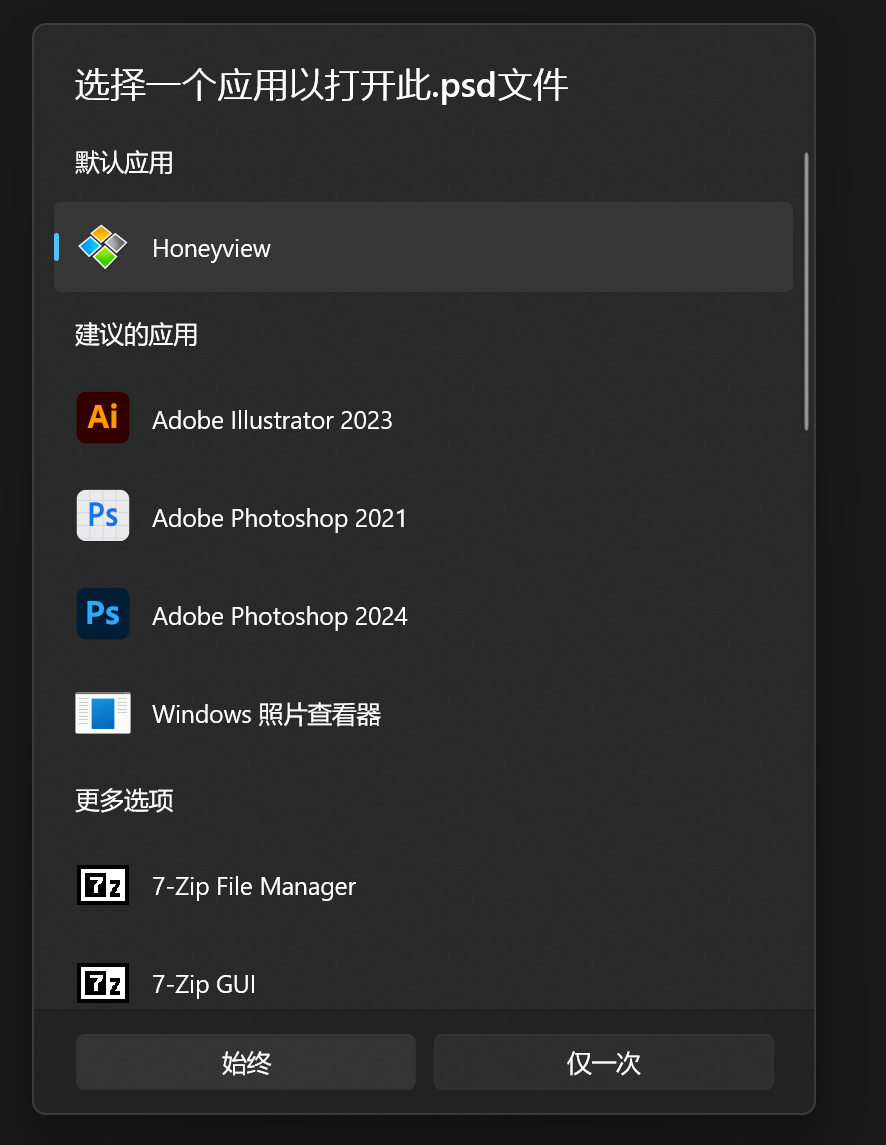 选择一个应用以打开此.psd文件
默认应用
Honeyview
建议的应用
Ai
Adobe Illustrator 2023
Ps
Adobe Photoshop 2021
Ps
Adobe Photoshop 2024
Windows 照片查看器
更多选项
7z
7-Zip File Manager
7z
7-Zip GUI
始终
仅一次